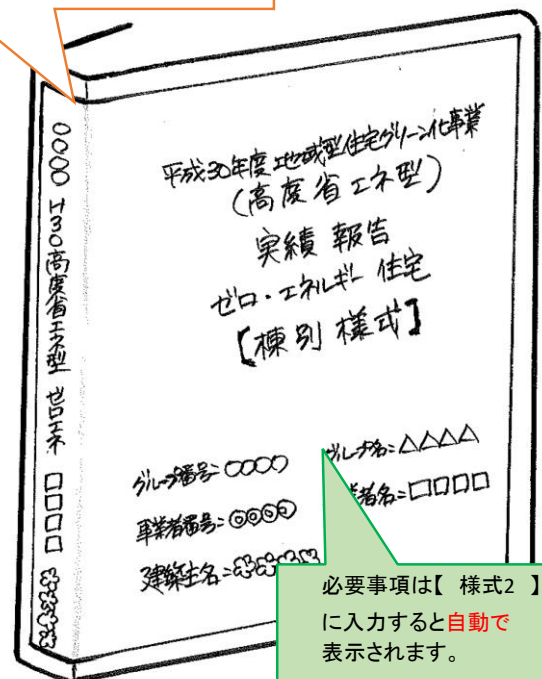 平成30年度 地域型住宅グリーン化事業
(高度省エネ型)
実績 報告
ゼロ・エネルギー 住宅
【棟別 様式】
グループ番号:○○○○
グループ名:△△△△
事業者番号:◎◎◎◎
業者名:□□□□
建築主名:
○○○○ H30高度省エネ型 ゼロエネ □□□□
必要事項は【 様式2 】
に入力すると自動で
表示されます。